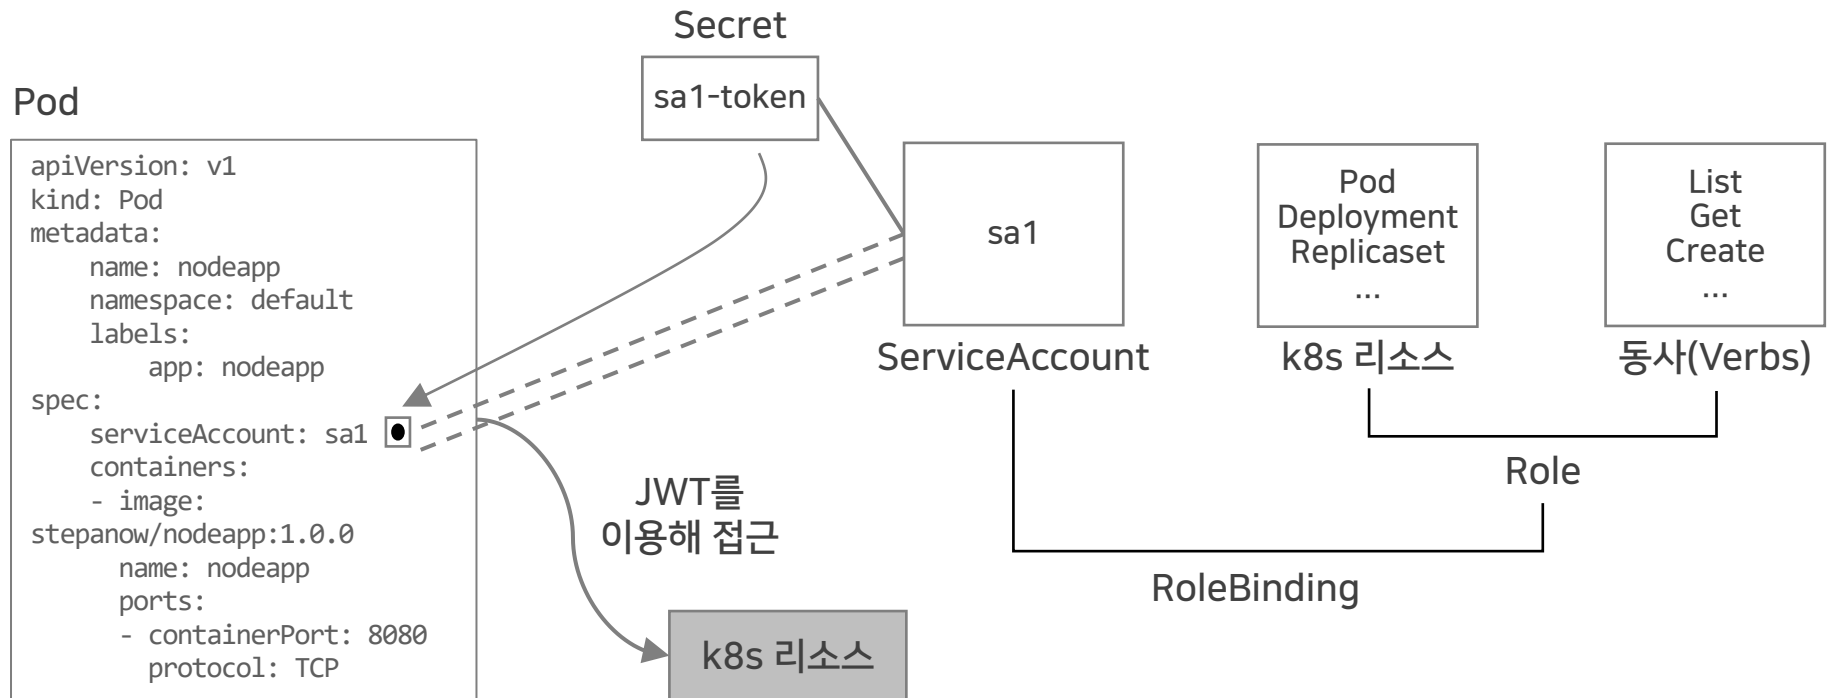 Secret
sa1-token
Pod
apiVersion: v1
kind: Pod
metadata:
    name: nodeapp
    namespace: default
    labels:
        app: nodeapp
spec:
    serviceAccount: sa1
    containers:
    - image:
stepanow/nodeapp:1.0.0
      name: nodeapp
      ports:
      - containerPort: 8080
        protocol: TCP
sa1
ServiceAccount
Pod
Deployment
Replicaset
...
k8s 리소스
List
Get
Create
...
동사(Verbs)
Role
RoleBinding
JWT를
이용해 접근
k8s 리소스